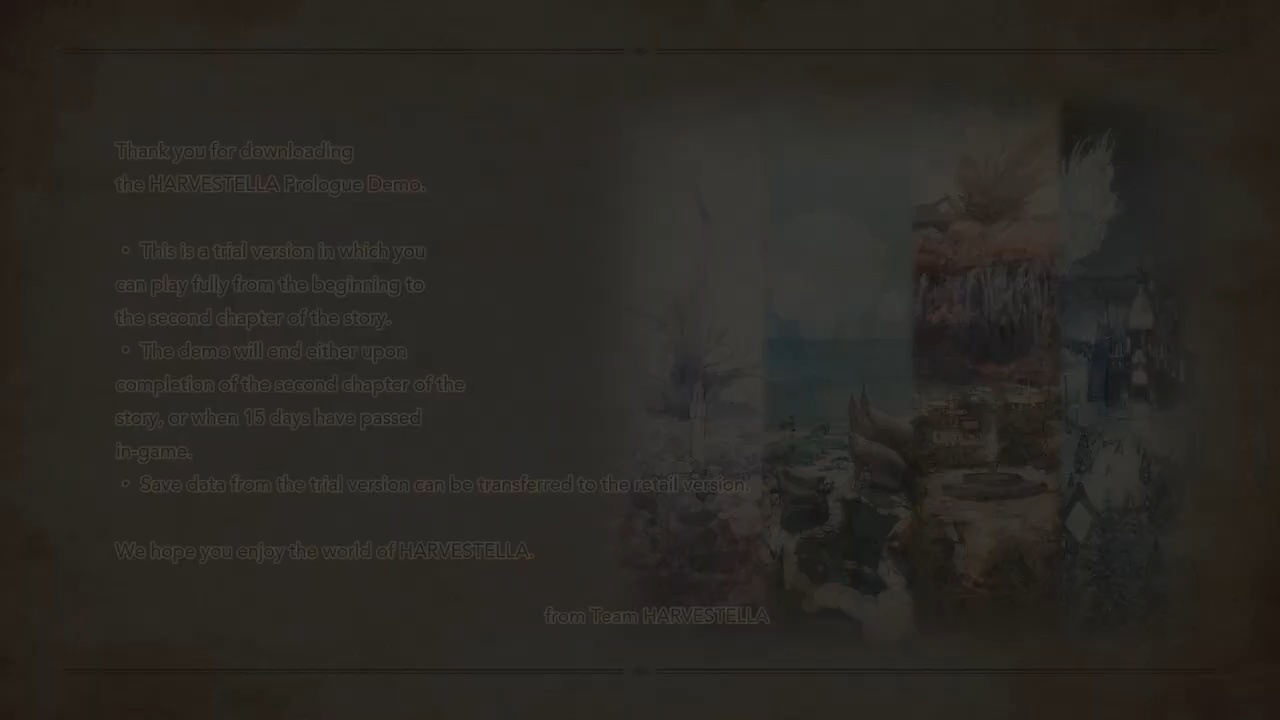 Thank you for downloading
the HARVESTELLA Prologue Demo.
• This is a trial version in which you
can play fully from the beginning to
the second chapter of the story.
• The demo will end either upon
completion of the second chapter of the
story, or when 15 days have passed
in-game.
• Save data from the trial version can be transferred to the retail version.
We hope you enjoy the world of HARVESTELLA.
from Team HARVESTELLA